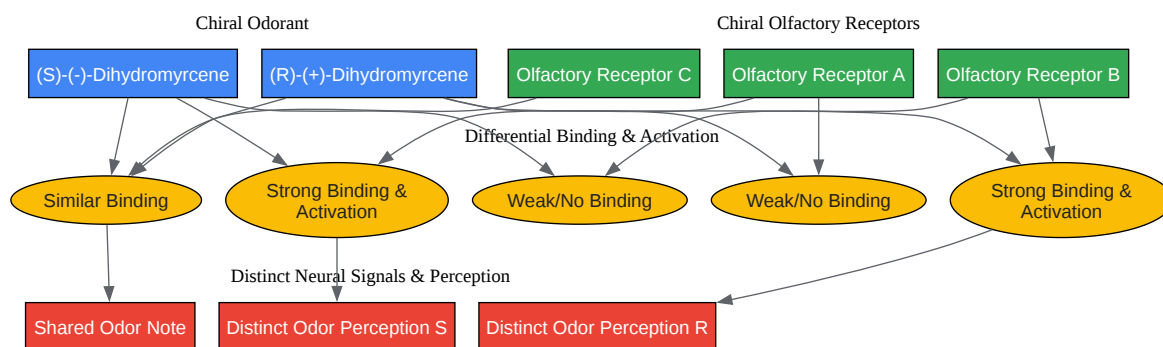 Chiral Odorant
Chiral Olfactory Receptors
(S)-(-)-Dihydromyrcene
(R)-(+)-Dihydromyrcene
Olfactory Receptor C
Olfactory Receptor A
Olfactory Receptor B
Differential Binding & Activation
Similar Binding
Strong Binding &
Activation
Weak/No Binding
Weak/No Binding
Strong Binding &
Activation
Distinct Neural Signals & Perception
Shared Odor Note
Distinct Odor Perception S
Distinct Odor Perception R